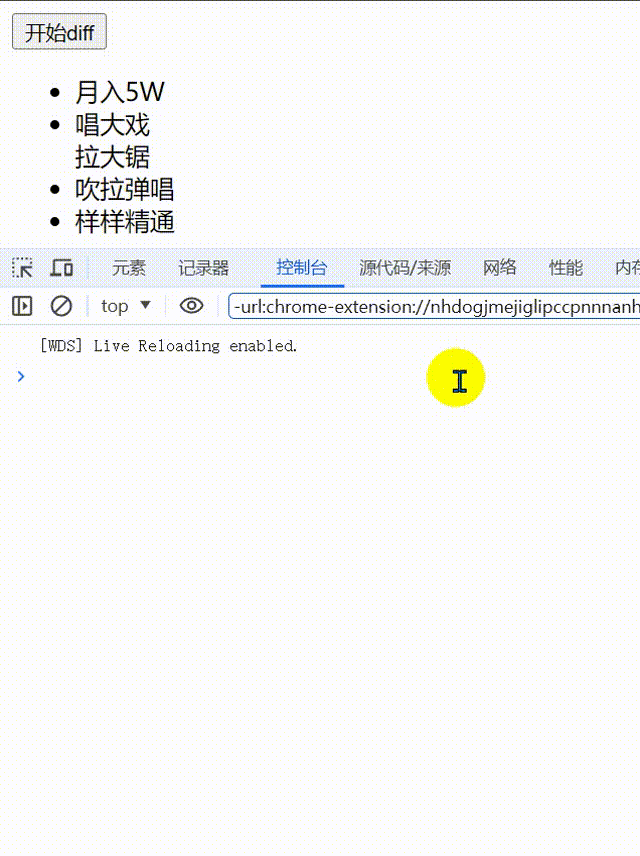 开始diff
月入5W
唱大戏
拉大锯
吹拉弹唱
样样精通
元素 记录器 控制台 源代码/来源 网络 性能 内存
top ▼ -url:chrome-extension://nhdogjmejiglipccpnnnanh
[WDS] Live Reloading enabled.
>